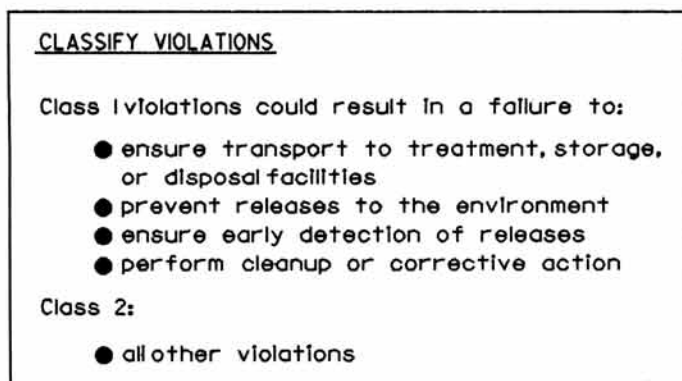 CLASSIFY VIOLATIONS
Class I violations could result in a failure to:
● ensure transport to treatment, storage,
or disposal facilities
● prevent releases to the environment
● ensure early detection of releases
● perform cleanup or corrective action
Class 2:
● all other violations